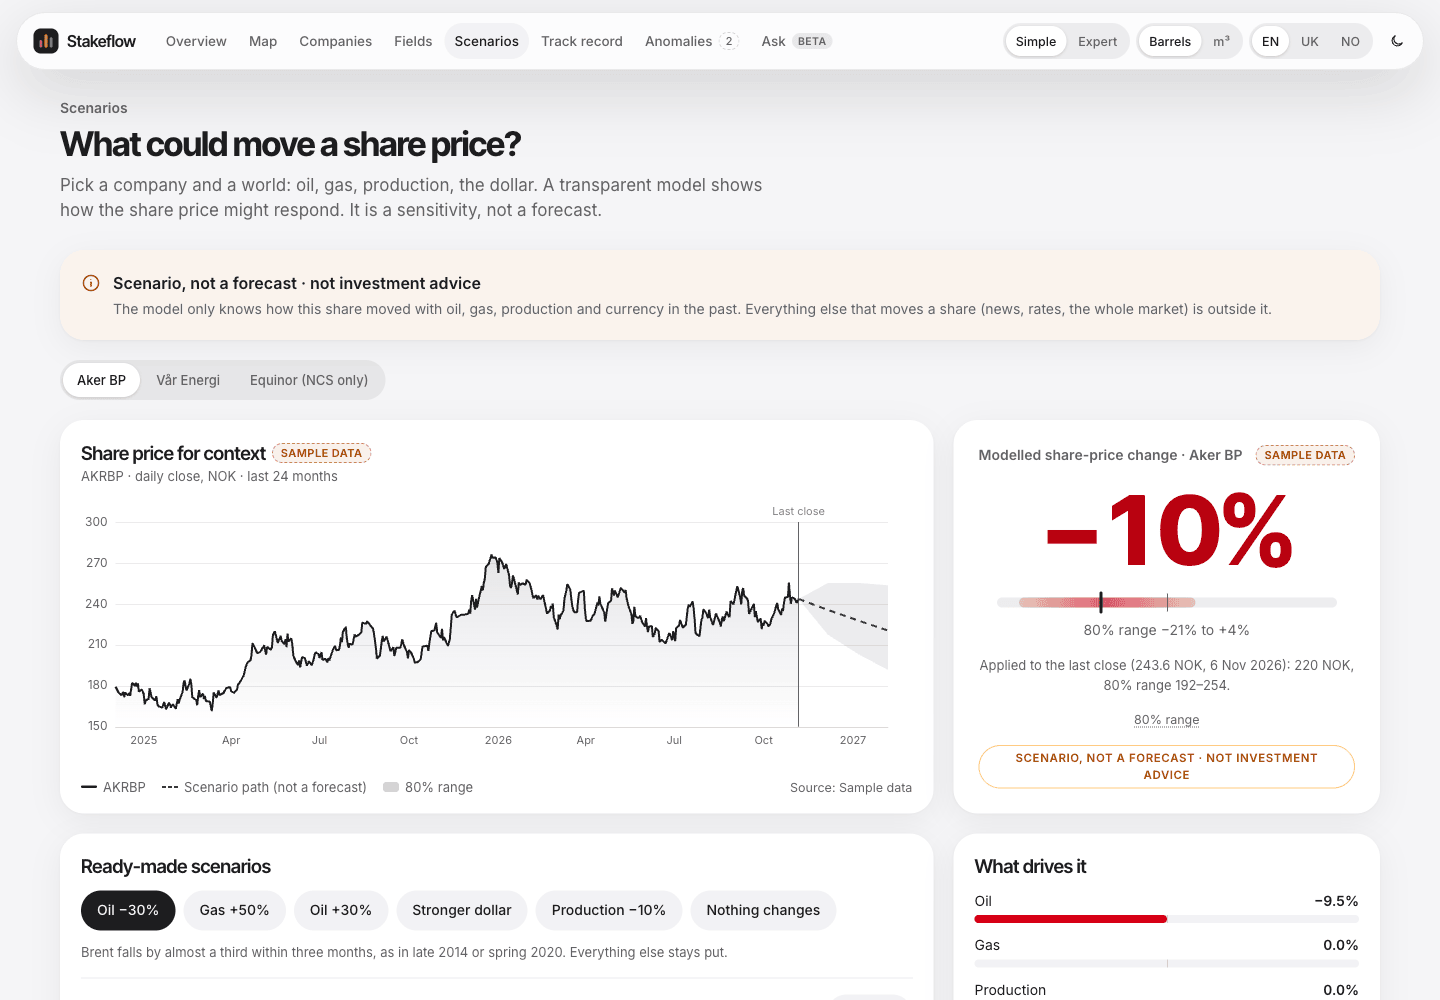 Stakeflow
Overview
Map
Companies
Fields
Scenarios
Track record
Anomalies 2
Ask BETA
Simple
Expert
Barrels
m³
EN
UK
NO
Scenarios
What could move a share price?
Pick a company and a world: oil, gas, production, the dollar. A transparent model shows
how the share price might respond. It is a sensitivity, not a forecast.
Scenario, not a forecast · not investment advice
The model only knows how this share moved with oil, gas, production and currency in the past. Everything else that moves a share (news, rates, the whole market) is outside it.
Aker BP
Vår Energi
Equinor (NCS only)
Share price for context SAMPLE DATA
AKRBP · daily close, NOK · last 24 months
Last close
300
270
240
210
180
150
2025
Apr
Jul
Oct
2026
Apr
Jul
Oct
2027
AKRBP
Scenario path (not a forecast)
80% range
Source: Sample data
Modelled share-price change · Aker BP SAMPLE DATA
−10%
80% range −21% to +4%
Applied to the last close (243.6 NOK, 6 Nov 2026): 220 NOK,
80% range 192–254.
80% range
SCENARIO, NOT A FORECAST · NOT INVESTMENT
ADVICE
Ready-made scenarios
Oil −30%
Gas +50%
Oil +30%
Stronger dollar
Production −10%
Nothing changes
Brent falls by almost a third within three months, as in late 2014 or spring 2020. Everything else stays put.
What drives it
Oil −9.5%
Gas 0.0%
Production 0.0%